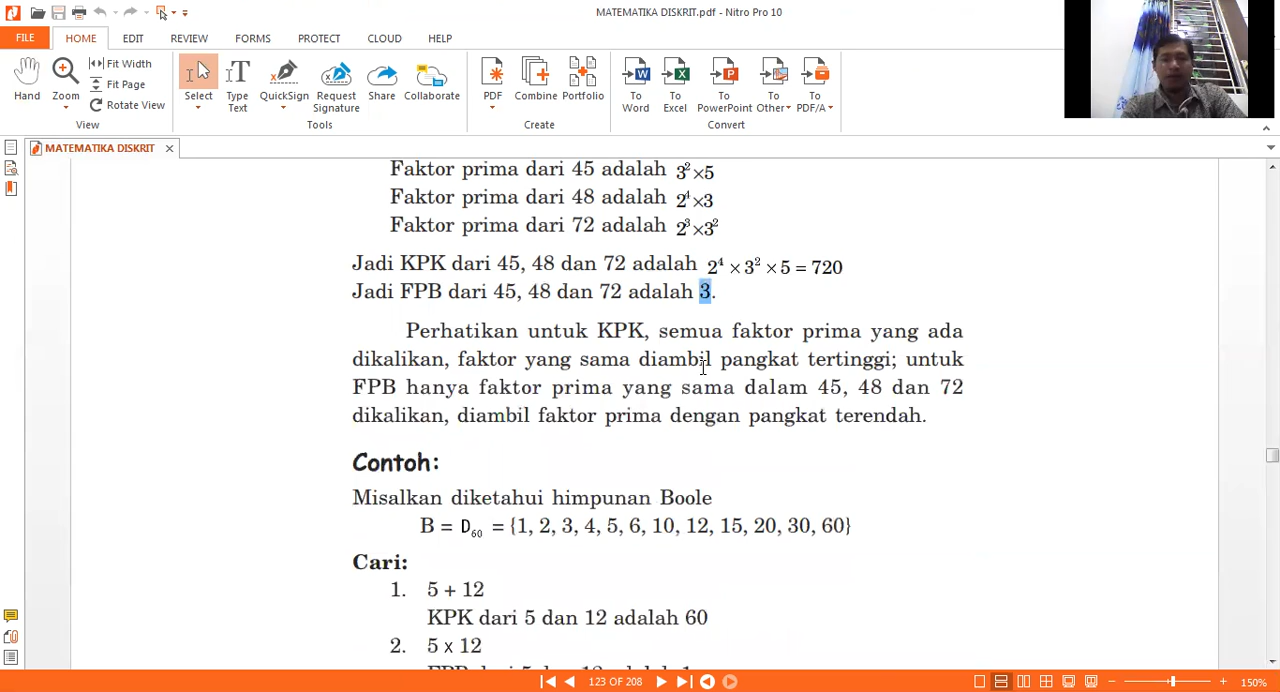 MATEMATIKA DISKRIT.pdf - Nitro Pro 10
FILE HOME EDIT REVIEW FORMS PROTECT CLOUD HELP
Hand
Zoom
Fit Width
Fit Page
Rotate View
View
Select
Type Text
QuickSign
Request Signature
Share
Collaborate
Tools
PDF
Combine
Portfolio
Create
To Word
To Excel
To PowerPoint
To Other
To PDF/A
Convert
MATEMATIKA DISKRIT
Faktor prima dari 45 adalah 3²×5
Faktor prima dari 48 adalah 2⁴×3
Faktor prima dari 72 adalah 2³×3²
Jadi KPK dari 45, 48 dan 72 adalah 2⁴ × 3² × 5 = 720
Jadi FPB dari 45, 48 dan 72 adalah 3.
Perhatikan untuk KPK, semua faktor prima yang ada
dikalikan, faktor yang sama diambil pangkat tertinggi; untuk
FPB hanya faktor prima yang sama dalam 45, 48 dan 72
dikalikan, diambil faktor prima dengan pangkat terendah.
Contoh:
Misalkan diketahui himpunan Boole
B = D₆₀ = {1, 2, 3, 4, 5, 6, 10, 12, 15, 20, 30, 60}
Cari:
1. 5 + 12
KPK dari 5 dan 12 adalah 60
2. 5 x 12
FPB dari 5 dan 12 adalah 1
123 OF 208
150%